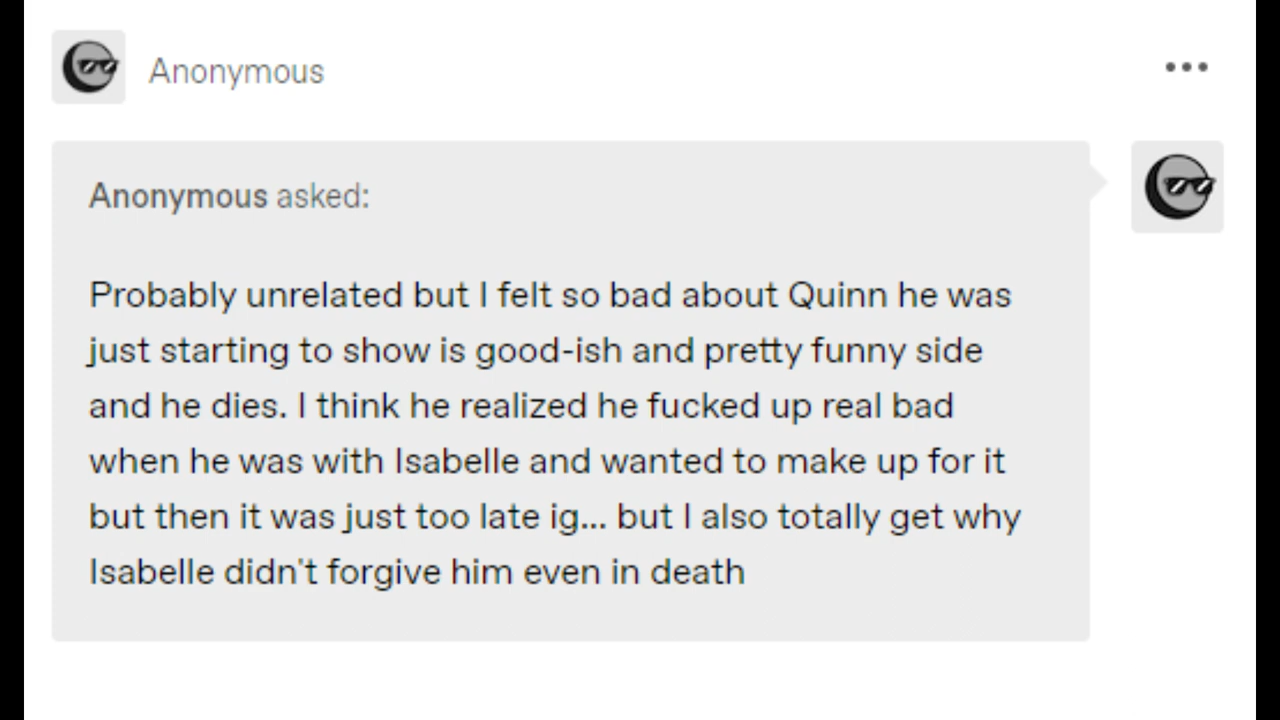 Anonymous
Anonymous asked:
Probably unrelated but I felt so bad about Quinn he was
just starting to show is good-ish and pretty funny side
and he dies. I think he realized he fucked up real bad
when he was with Isabelle and wanted to make up for it
but then it was just too late ig... but I also totally get why
Isabelle didn't forgive him even in death